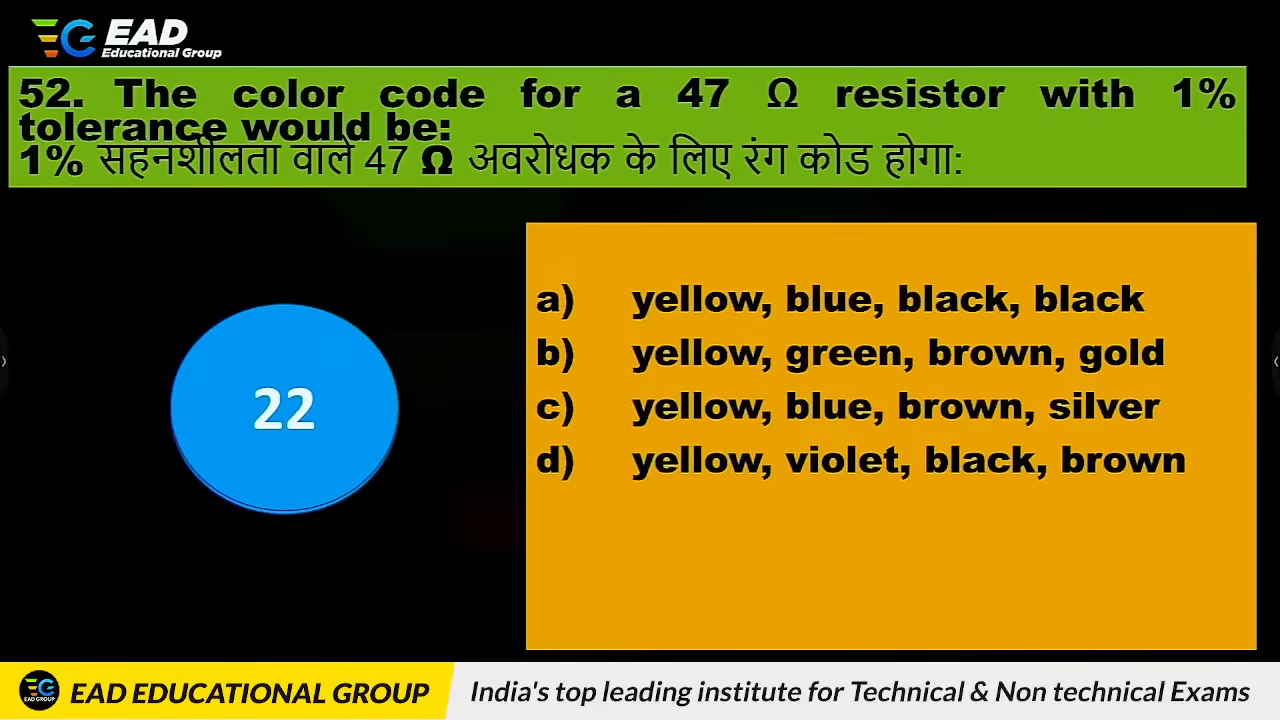 EAD
Educational Group
52. The color code for a 47 Ω resistor with 1%
tolerance would be:
1% सहनशीलता वाले 47 Ω अवरोधक के लिए रंग कोड होगा:
22
a) yellow, blue, black, black
b) yellow, green, brown, gold
c) yellow, blue, brown, silver
d) yellow, violet, black, brown
EAD GROUP
EAD EDUCATIONAL GROUP
India's top leading institute for Technical & Non technical Exams